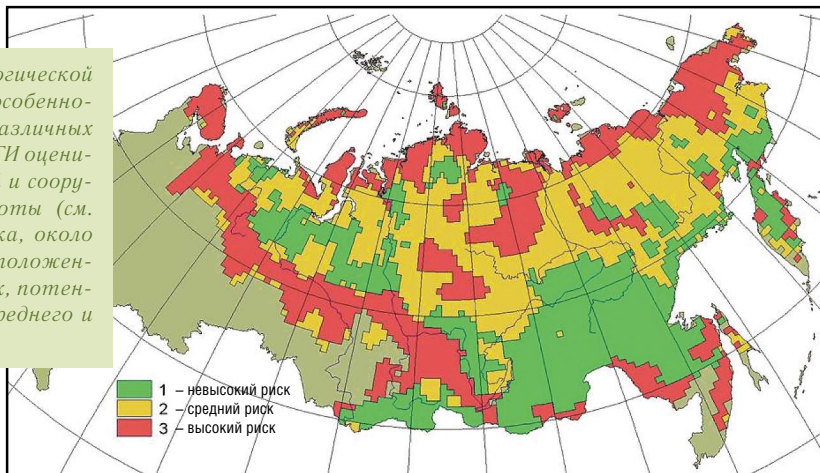 огической
особенно-
азличных
ГИ оцени-
и соору-
оты (см.
ка, около
положен-
х, потен-
реднего и
1 – невысокий риск
2 – средний риск
3 – высокий риск